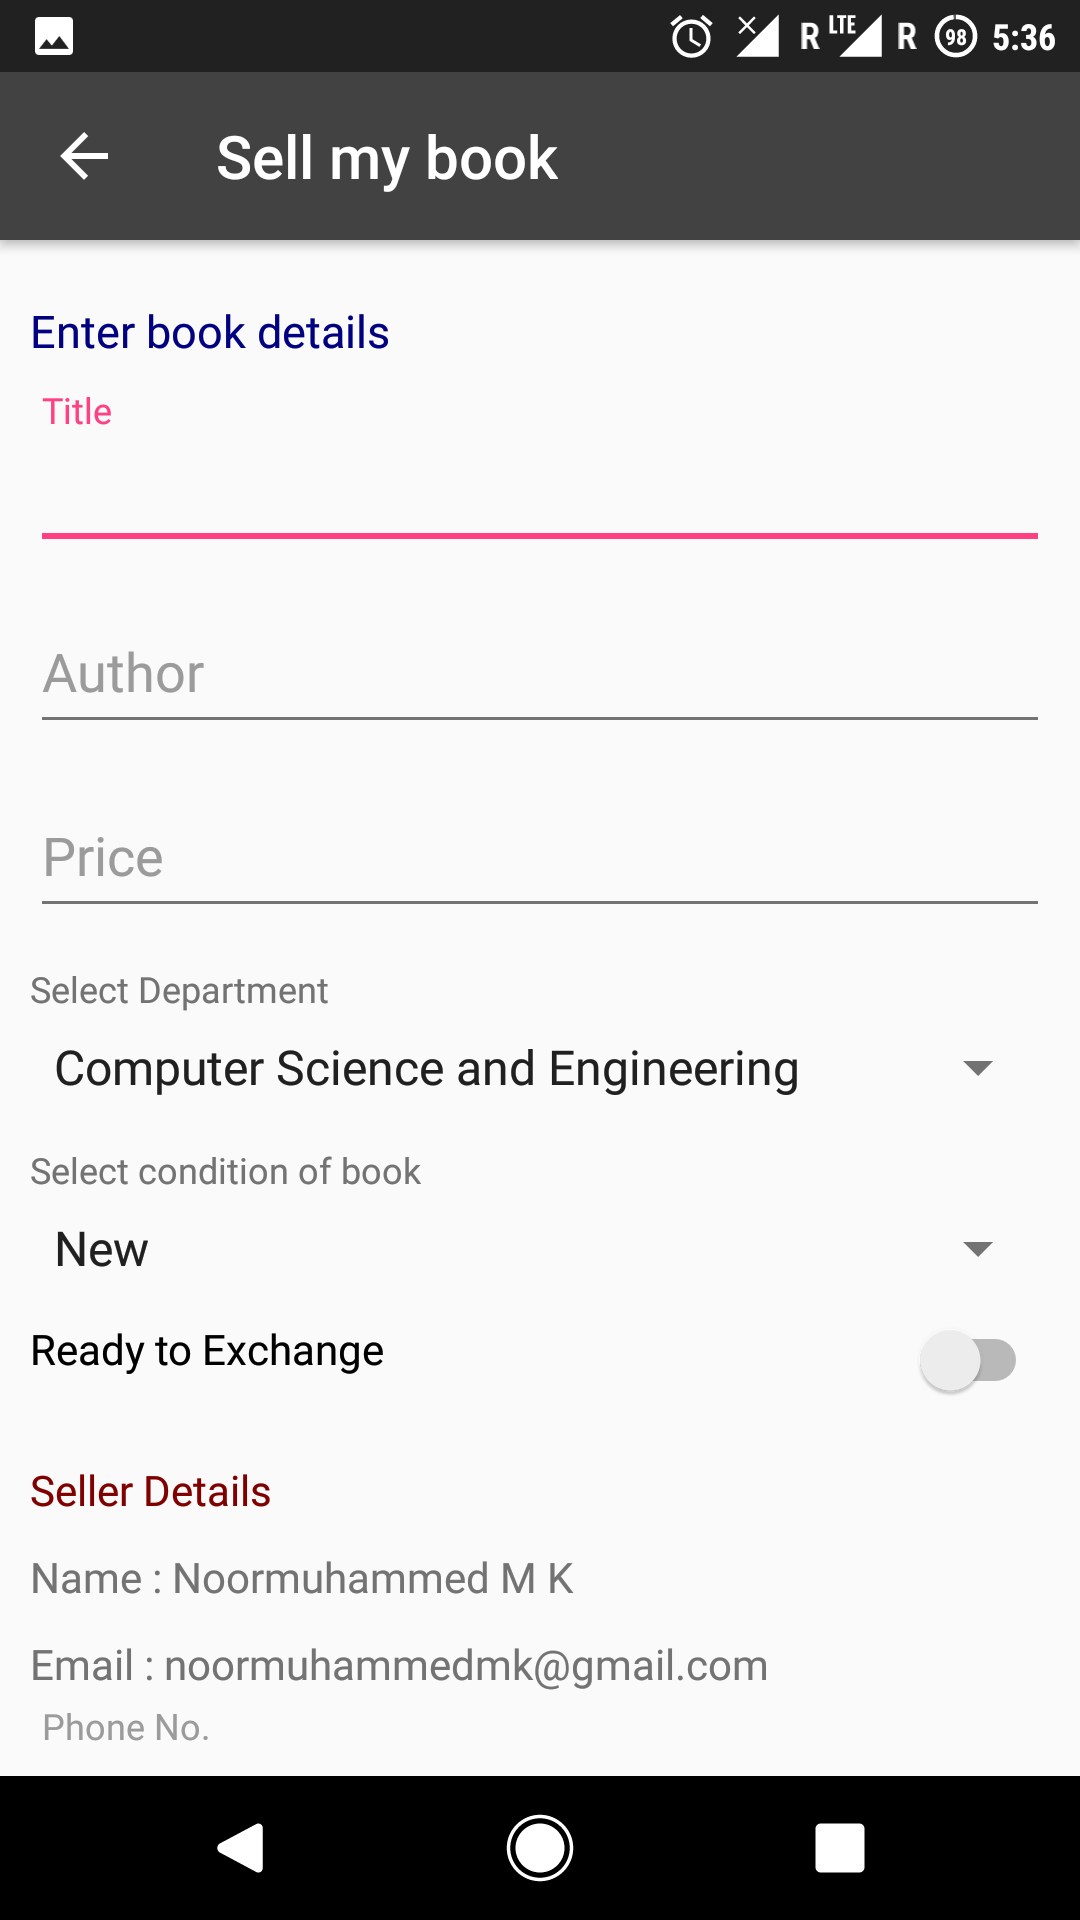 R LTE R 98 5:36
Sell my book
Enter book details
Title
Author
Price
Select Department
Computer Science and Engineering
Select condition of book
New
Ready to Exchange
Seller Details
Name : Noormuhammed M K
Email : noormuhammedmk@gmail.com
Phone No.